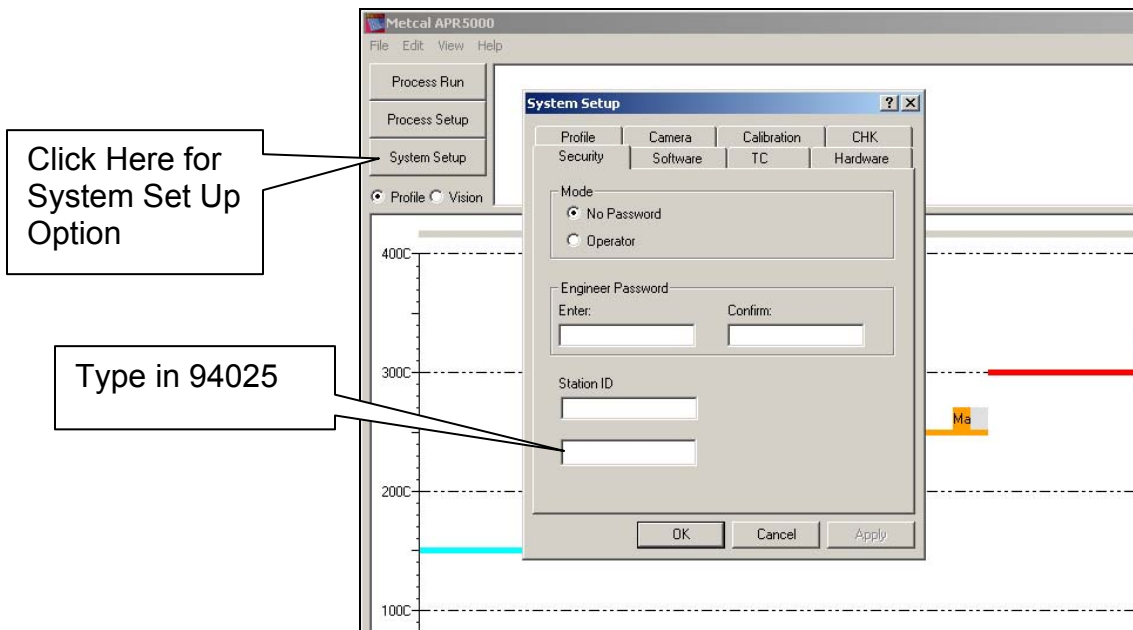 Metcal APR5000
File Edit View Help
Process Run
Process Setup
System Setup
Profile Vision
Click Here for
System Set Up
Option
System Setup
Profile Camera Calibration CHK
Security Software TC Hardware
Mode
No Password
Operator
Engineer Password
Enter: Confirm:
Station ID
OK Cancel Apply
Type in 94025
400C
300C
Ma
200C
100C